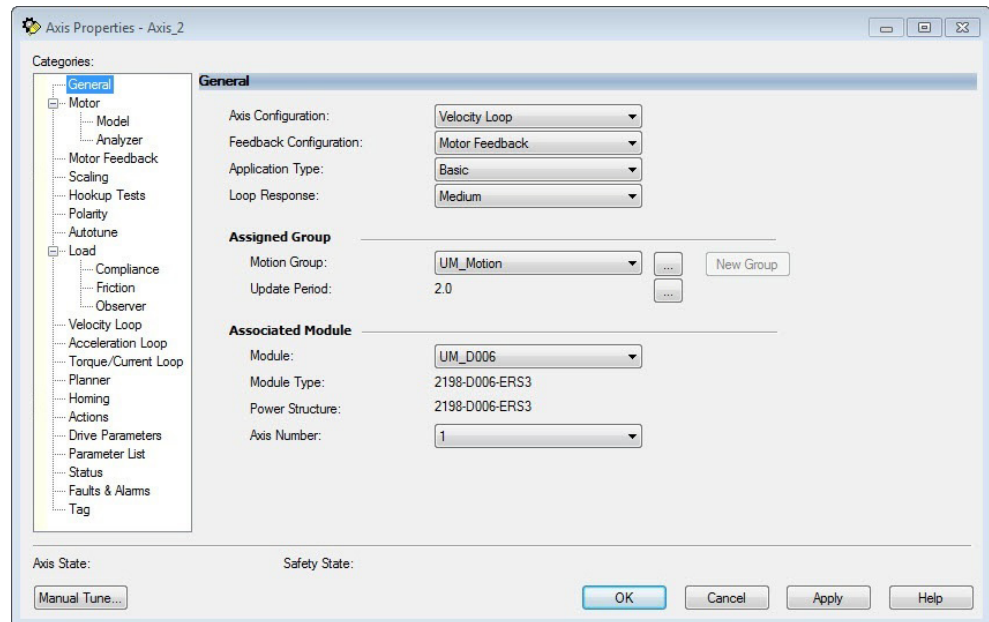 Axis Properties - Axis_2
Categories:
General
Motor
Model
Analyzer
Motor Feedback
Scaling
Hookup Tests
Polarity
Autotune
Load
Compliance
Friction
Observer
Velocity Loop
Acceleration Loop
Torque/Current Loop
Planner
Homing
Actions
Drive Parameters
Parameter List
Status
Faults & Alarms
Tag
General
Axis Configuration: Velocity Loop
Feedback Configuration: Motor Feedback
Application Type: Basic
Loop Response: Medium
Assigned Group
Motion Group: UM_Motion ... New Group
Update Period: 2.0 ...
Associated Module
Module: UM_D006
Module Type: 2198-D006-ERS3
Power Structure: 2198-D006-ERS3
Axis Number: 1
Axis State: Safety State:
Manual Tune... OK Cancel Apply Help